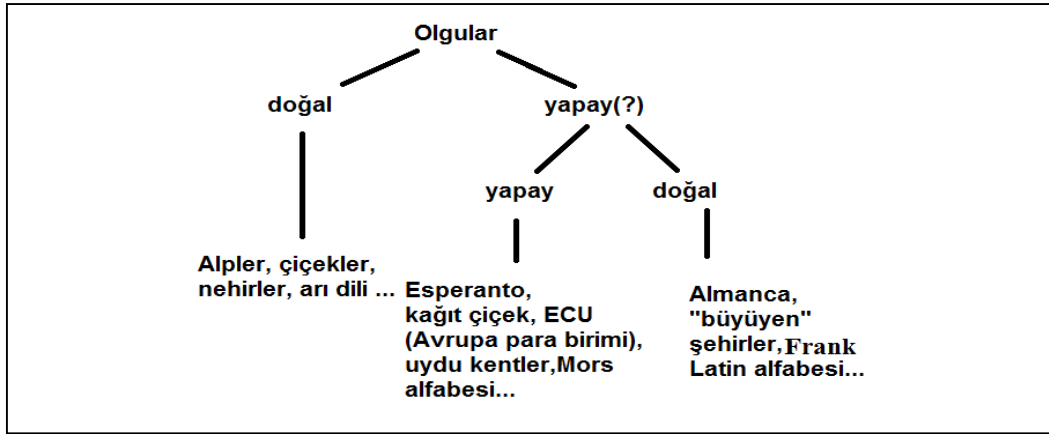 Olgular
doğal
yapay(?)
yapay
doğal
Alpler, çiçekler,
nehirler, arı dili ...
Esperanto,
kağıt çiçek, ECU
(Avrupa para birimi),
uydu kentler,Mors
alfabesi...
Almanca,
"büyüyen"
şehirler,Frank
Latin alfabesi...